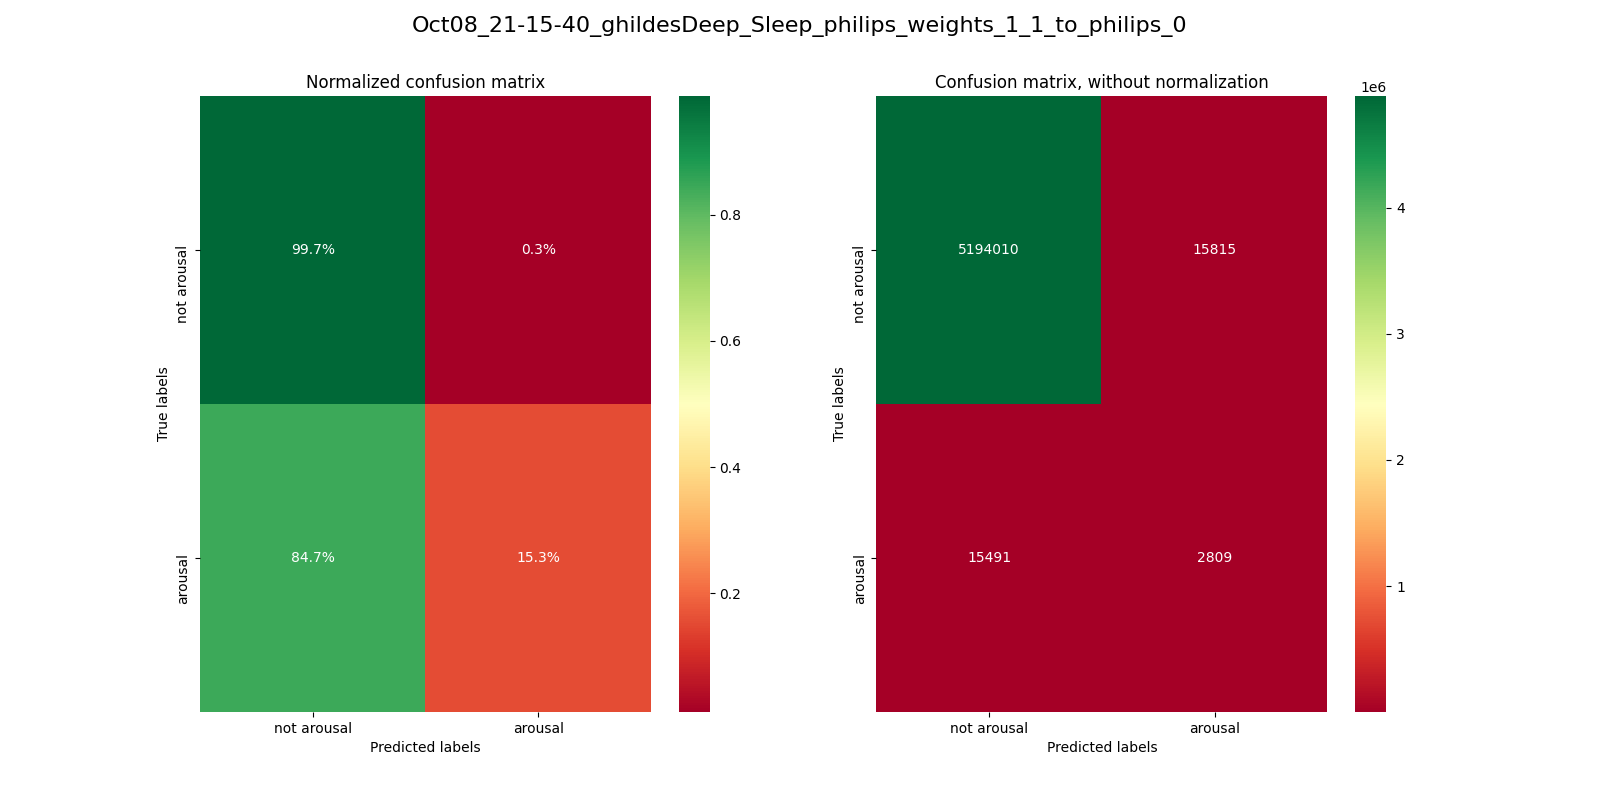 Oct08_21-15-40_ghildesDeep_Sleep_philips_weights_1_1_to_philips_0
Normalized confusion matrix
not arousal
arousal
True labels
99.7%
0.3%
84.7%
15.3%
not arousal
arousal
Predicted labels
0.8
0.6
0.4
0.2
Confusion matrix, without normalization
not arousal
arousal
True labels
5194010
15815
15491
2809
not arousal
arousal
Predicted labels
1e6
4
3
2
1